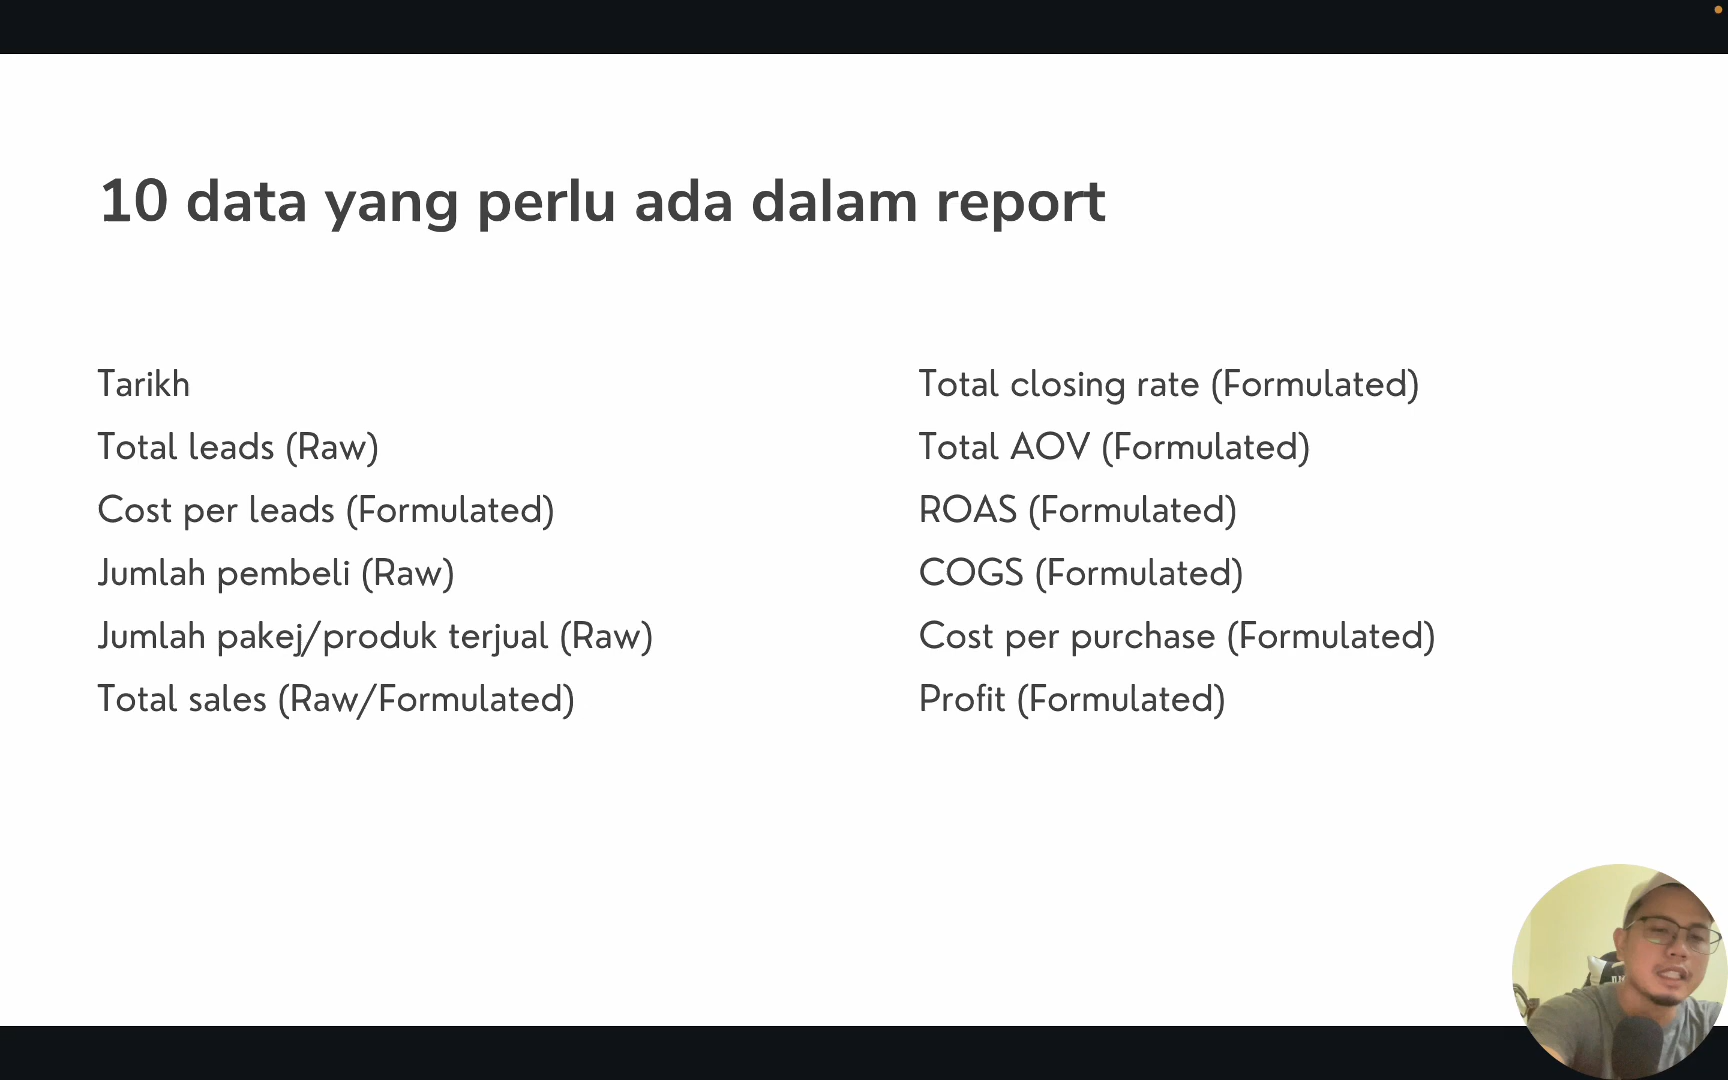 10 data yang perlu ada dalam report
Tarikh
Total leads (Raw)
Cost per leads (Formulated)
Jumlah pembeli (Raw)
Jumlah pakej/produk terjual (Raw)
Total sales (Raw/Formulated)
Total closing rate (Formulated)
Total AOV (Formulated)
ROAS (Formulated)
COGS (Formulated)
Cost per purchase (Formulated)
Profit (Formulated)